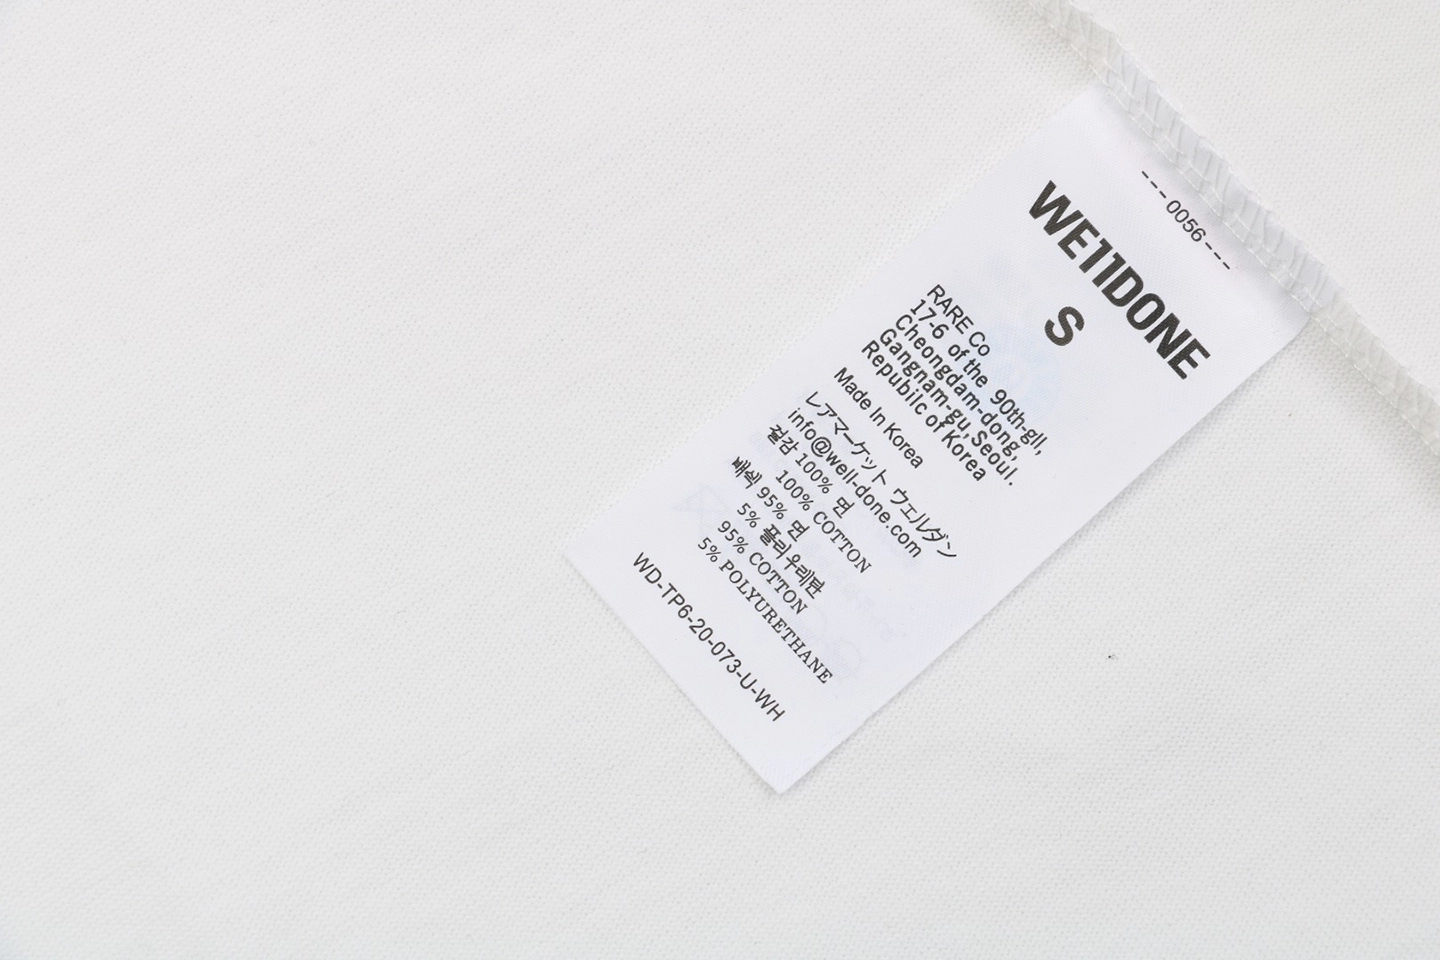 ---0056---
WE11DONE
S
RARE Co
17-6 of the 90th-gil,
Cheongdam-dong,
Gangnam-gu, Seoul.
Republic of Korea
Made In Korea
レアマーケット ウェルダン
info@well-done.com
겉감 100% 면
100% COTTON
배색 95% 면
5% 폴리우레탄
95% COTTON
5% POLYURETHANE
WD-TP6-20-073-U-WH